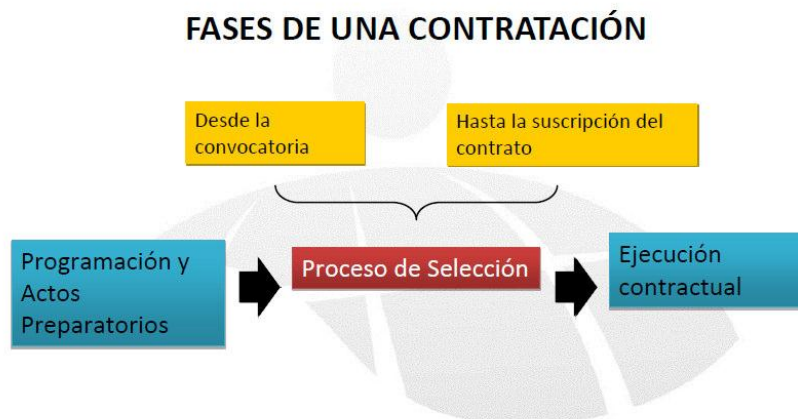 FASES DE UNA CONTRATACIÓN
Desde la
convocatoria
Hasta la suscripción del
contrato
Programación y
Actos
Preparatorios
Proceso de Selección
Ejecución
contractual